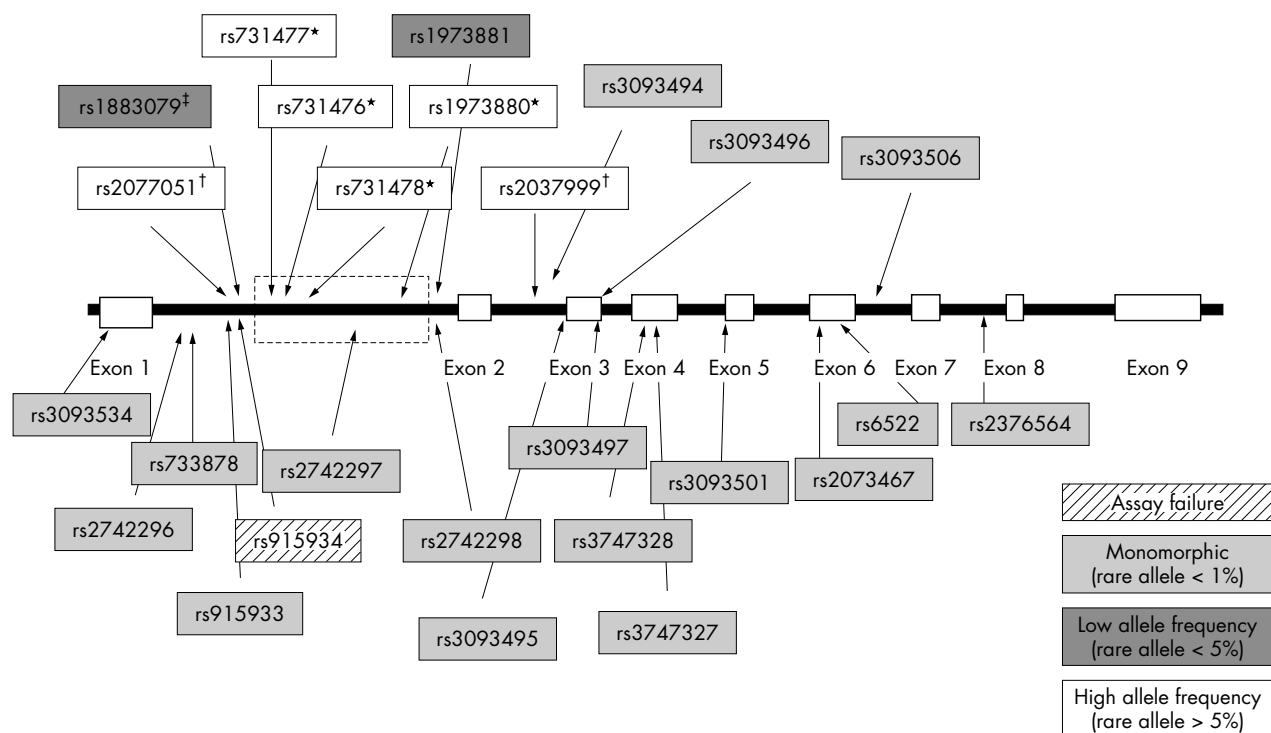 rs731477★
rs1973881
rs1883079‡
rs731476★
rs1973880★
rs3093494
rs3093496
rs3093506
rs2077051†
rs731478★
rs2037999†
Exon 1
Exon 2
Exon 3
Exon 4
Exon 5
Exon 6
Exon 7
Exon 8
Exon 9
rs3093534
rs733878
rs2742297
rs3093497
rs3093501
rs6522
rs2376564
rs2073467
rs2742296
rs915934
rs2742298
rs3747328
rs915933
rs3093495
rs3747327
Assay failure
Monomorphic
(rare allele < 1%)
Low allele frequency
(rare allele < 5%)
High allele frequency
(rare allele > 5%)